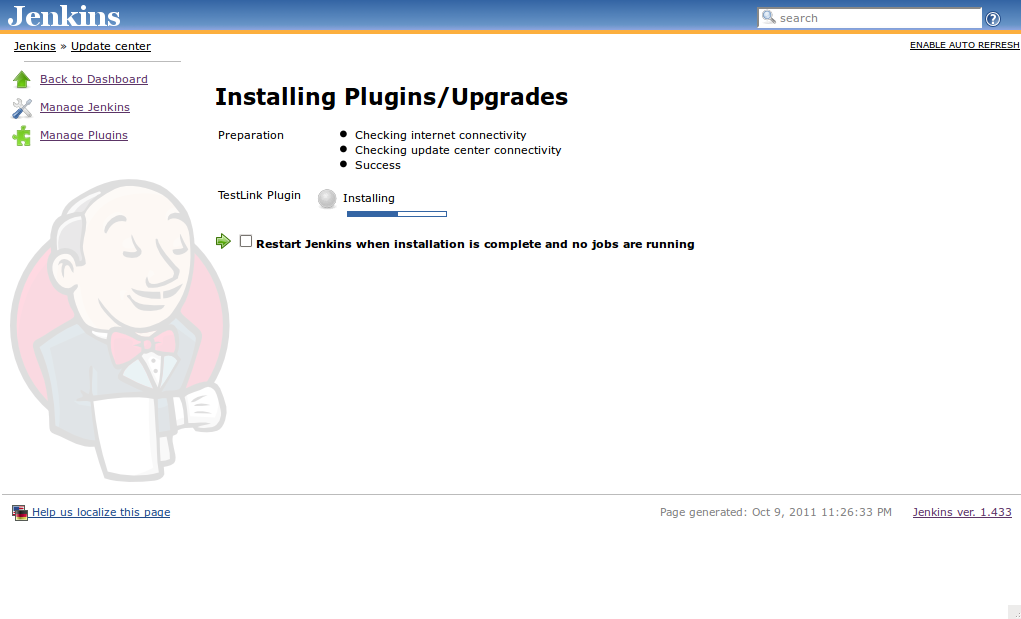 Jenkins
search
Jenkins » Update center
ENABLE AUTO REFRESH
Back to Dashboard
Manage Jenkins
Manage Plugins
Installing Plugins/Upgrades
Preparation
Checking internet connectivity
Checking update center connectivity
Success
TestLink Plugin
Installing
Restart Jenkins when installation is complete and no jobs are running
Help us localize this page
Page generated: Oct 9, 2011 11:26:33 PM
Jenkins ver. 1.433